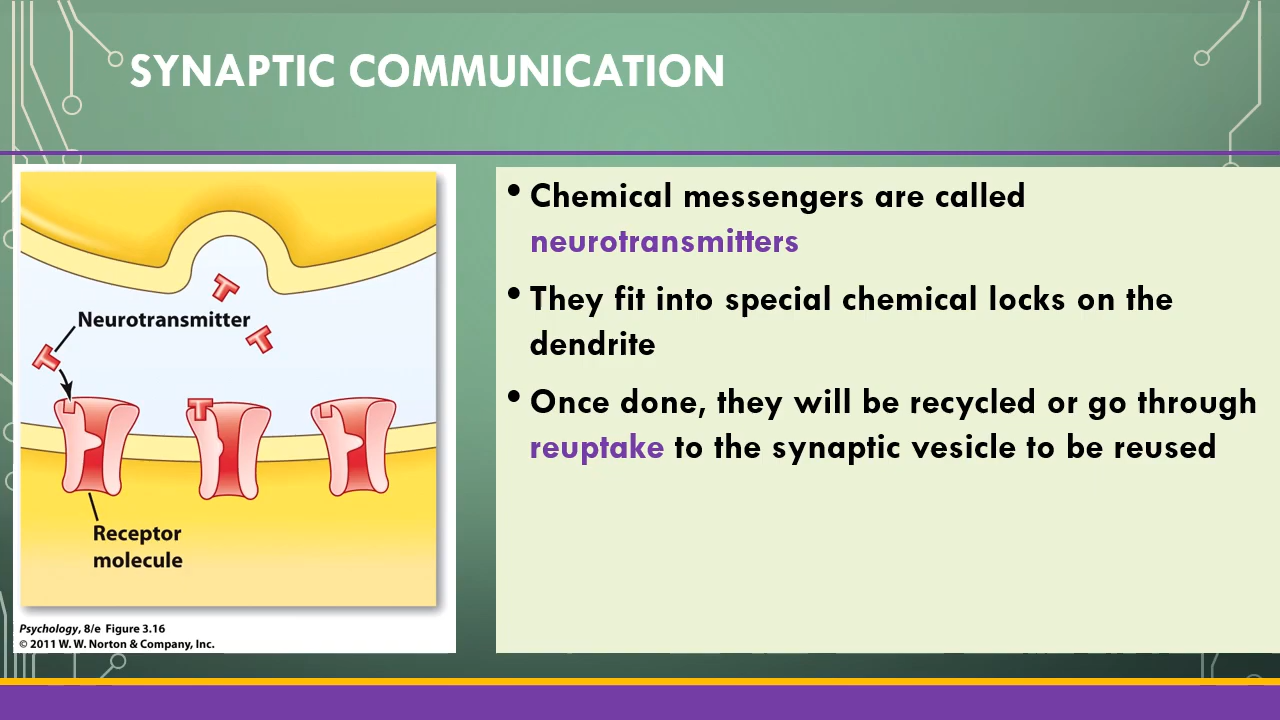 SYNAPTIC COMMUNICATION
Neurotransmitter
Receptor
molecule
Psychology, 8/e Figure 3.16
© 2011 W. W. Norton & Company, Inc.
• Chemical messengers are called
neurotransmitters
• They fit into special chemical locks on the
dendrite
• Once done, they will be recycled or go through
reuptake to the synaptic vesicle to be reused